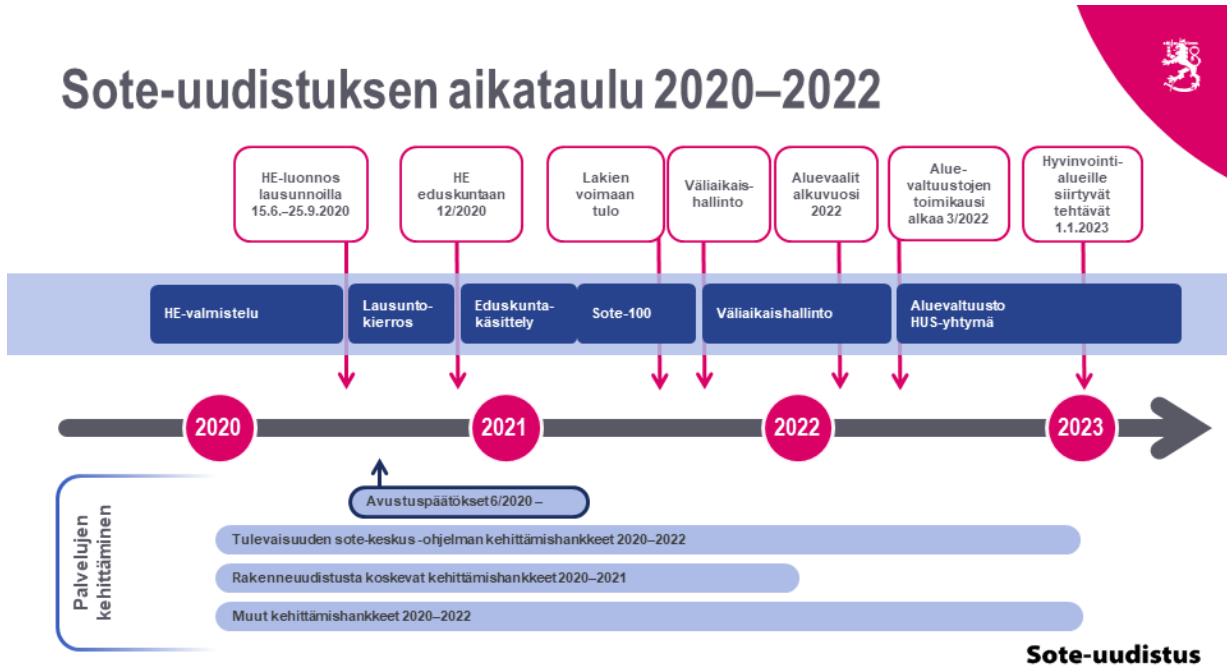 Sote-uudistuksen aikataulu 2020–2022
HE-luonnos
lausunnoilla
15.6.–25.9.2020
HE
eduskuntaan
12/2020
Lakien
voimaan
tulo
Väliaikais-
hallinto
Aluevaalit
alkuvuosi
2022
Alue-
valtuustojen
toimikausi
alkaa 3/2022
Hyvinvointi-
alueille
siirtyvät
tehtävät
1.1.2023
HE-valmistelu
Lausunto-
kierros
Eduskunta-
käsittely
Sote-100
Väliaikaishallinto
Aluevaltuusto
HUS-yhtymä
2020
2021
2022
2023
Palvelujen
kehittäminen
Avustuspäätökset 6/2020 –
Tulevaisuuden sote-keskus -ohjelman kehittämishankkeet 2020–2022
Rakenneuudistusta koskevat kehittämishankkeet 2020–2021
Muut kehittämishankkeet 2020–2022
Sote-uudistus